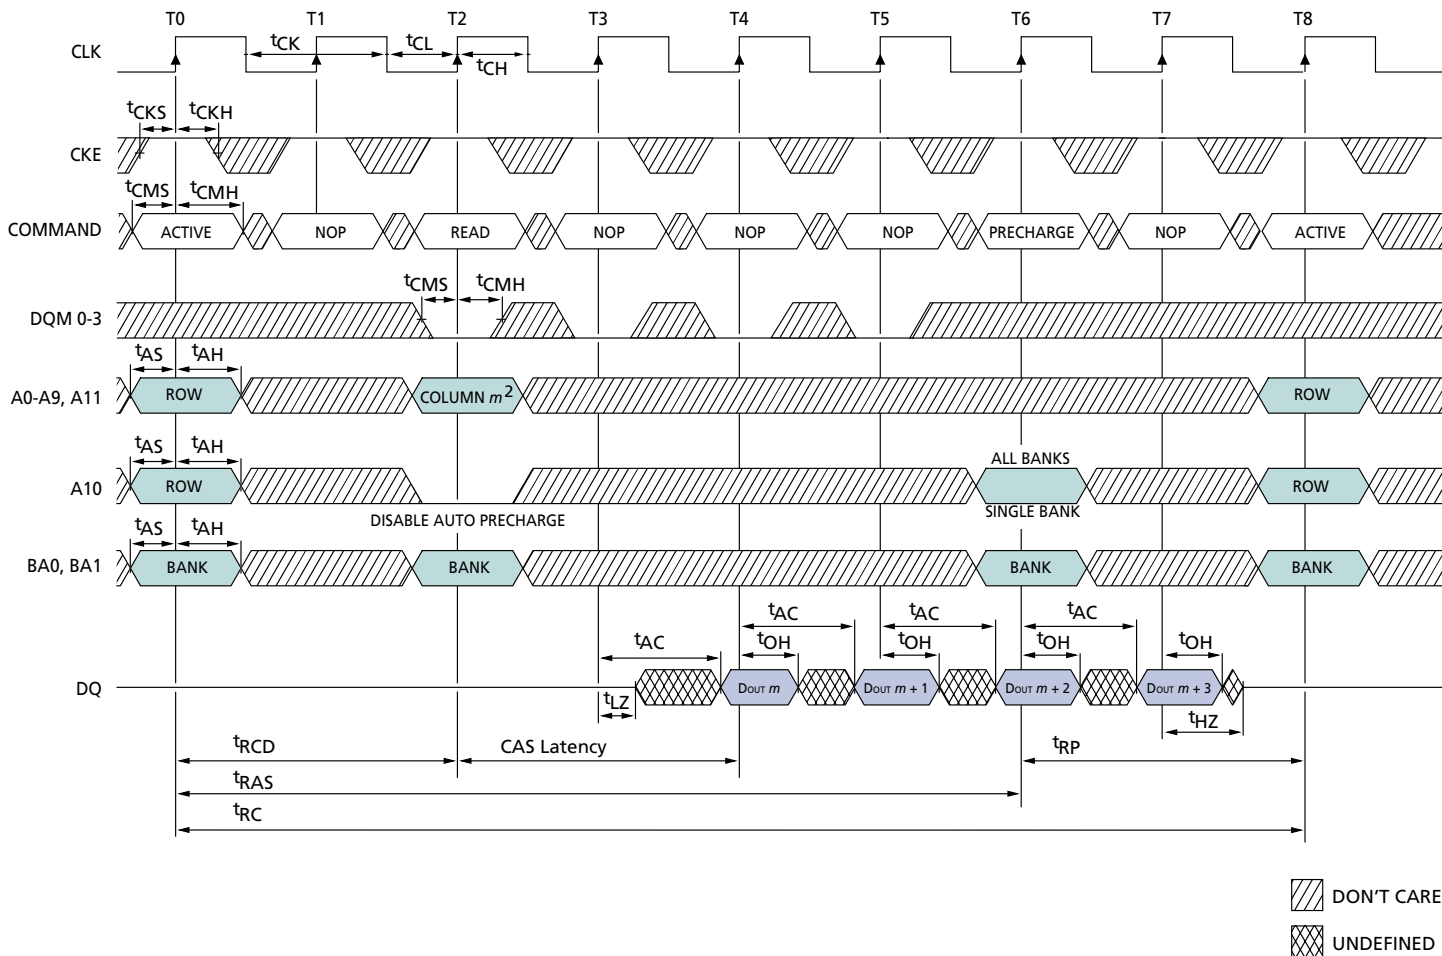 T0 T1 T2 T3 T4 T5 T6 T7 T8
CLK tCK tCL tCH
tCKS tCKH
CKE
tCMS tCMH
COMMAND ACTIVE NOP READ NOP NOP NOP PRECHARGE NOP ACTIVE
tCMS tCMH
DQM 0-3
tAS tAH
A0-A9, A11 ROW COLUMN m2 ROW
tAS tAH ALL BANKS
A10 ROW ROW
DISABLE AUTO PRECHARGE SINGLE BANK
tAS tAH
BA0, BA1 BANK BANK BANK BANK
tAC tAC tAC
tAC tOH tOH tOH tOH
DQ DOUT m DOUT m + 1 DOUT m + 2 DOUT m + 3
tLZ tHZ
tRCD CAS Latency tRP
tRAS
tRC
DON'T CARE
UNDEFINED